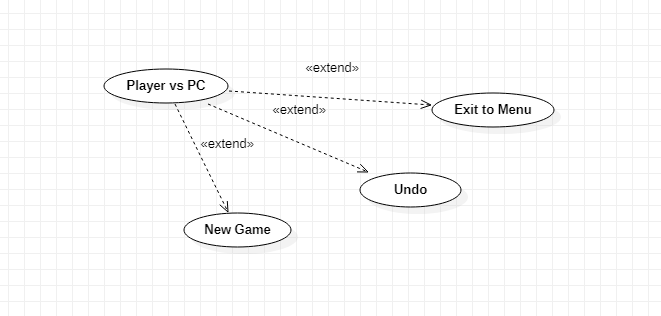 «extend»
Player vs PC
Exit to Menu
«extend»
«extend»
Undo
New Game